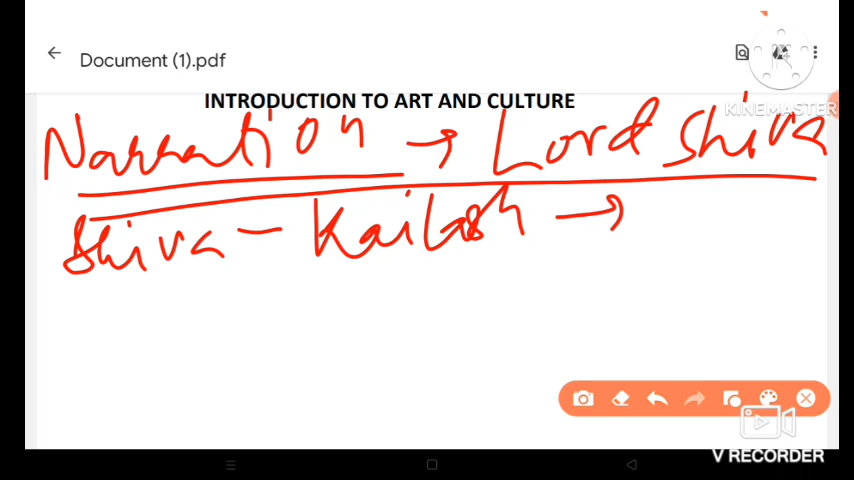 Document (1).pdf
KINEMASTER
INTRODUCTION TO ART AND CULTURE
Narration → Lord Shiva
Shiva - Kailash →
V RECORDER